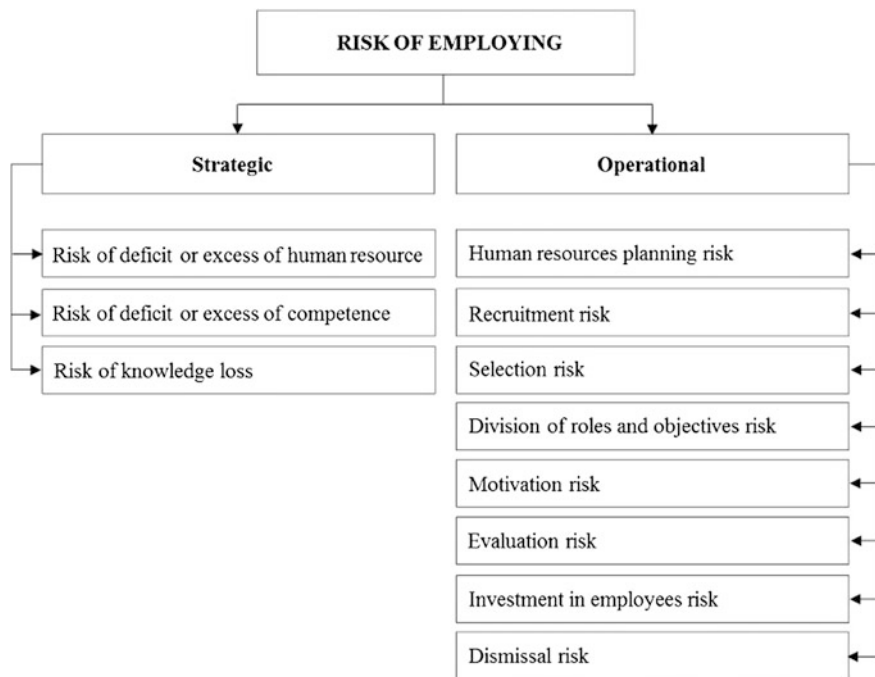 RISK OF EMPLOYING
Strategic
Risk of deficit or excess of human resource
Risk of deficit or excess of competence
Risk of knowledge loss
Operational
Human resources planning risk
Recruitment risk
Selection risk
Division of roles and objectives risk
Motivation risk
Evaluation risk
Investment in employees risk
Dismissal risk